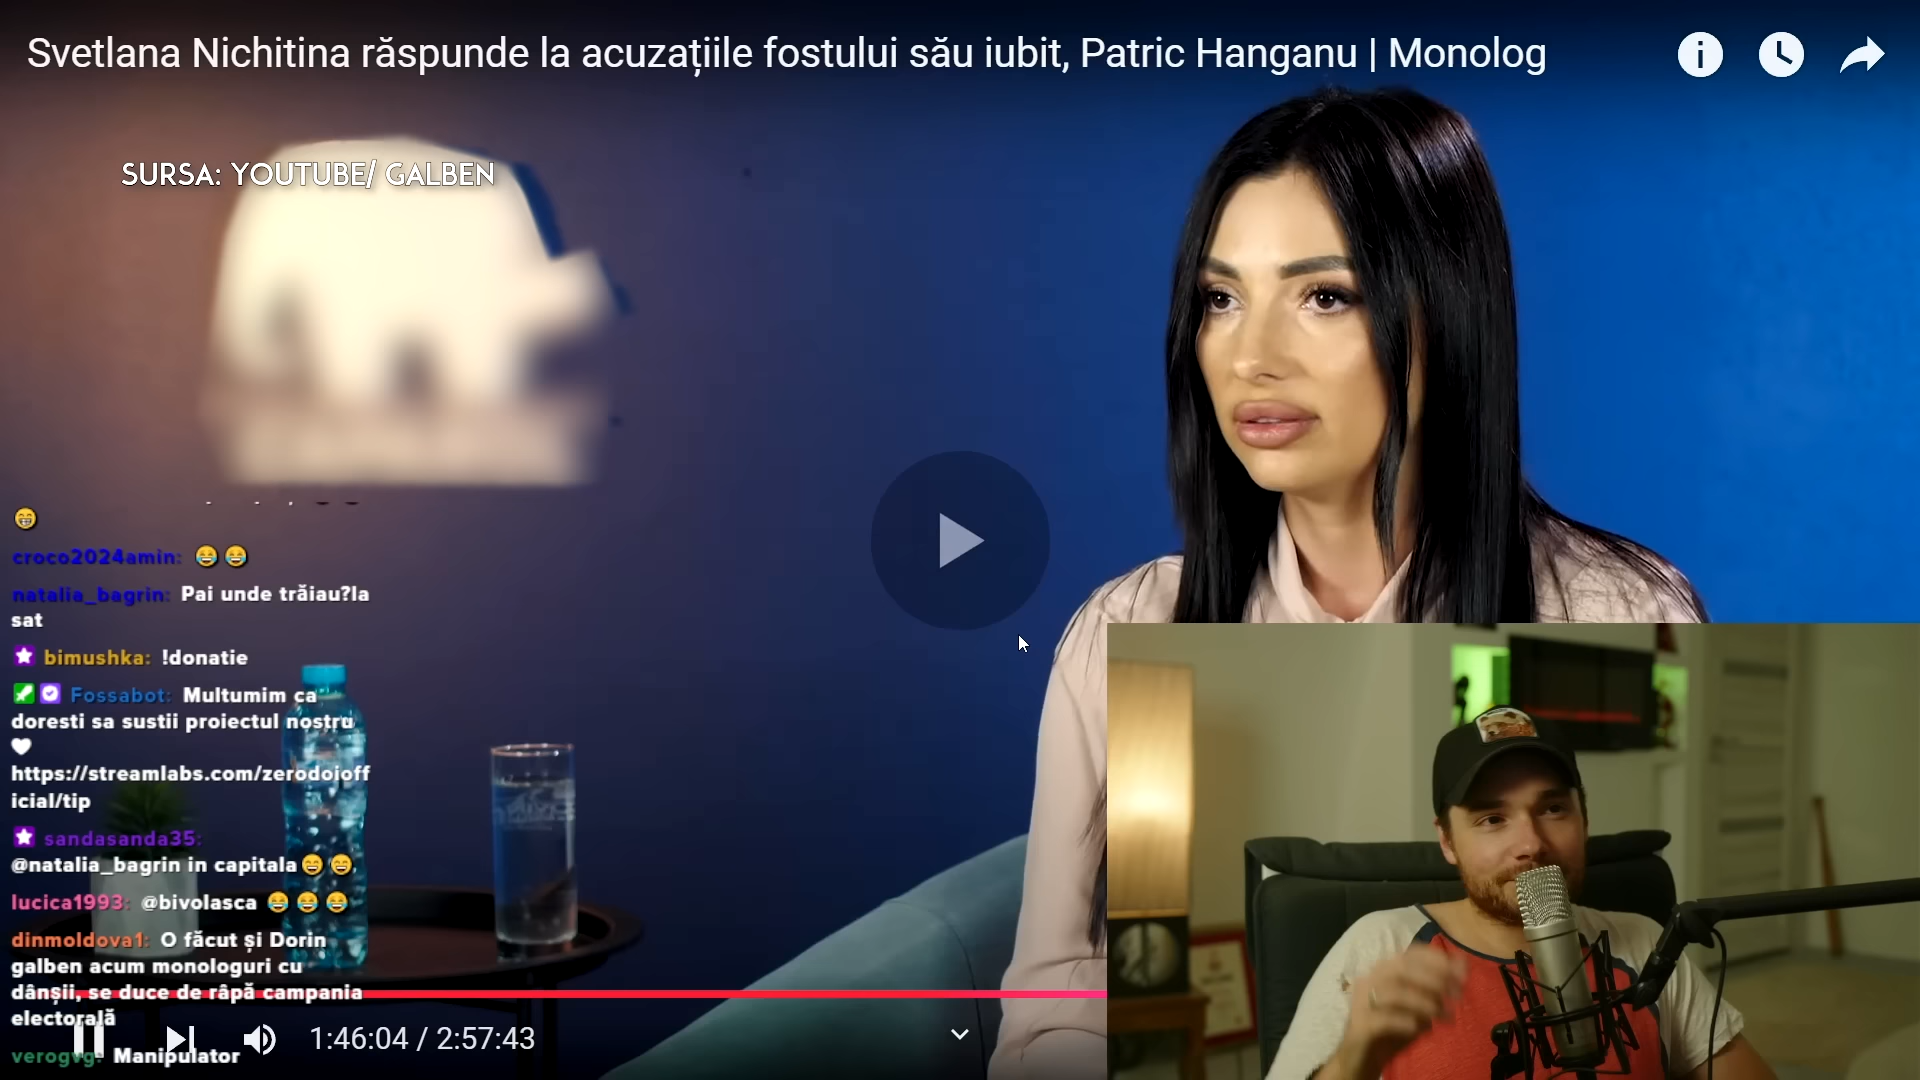 Svetlana Nichitina răspunde la acuzațiile fostului său iubit, Patric Hanganu | Monolog
SURSA: YOUTUBE/ GALBEN
😁
croco2024amin: 😂 😂
natalia_bagrin: Pai unde trăiau?la
sat
bimushka: !donatie
Fossabot: Multumim ca
doresti sa sustii proiectul nostru
🤍
https://streamlabs.com/zerodoioff
icial/tip
sandasanda35:
@natalia_bagrin in capitala😁 😁,
lucica1993: @bivolasca 😂 😂 😂
dinmoldova1: O făcut și Dorin
galben acum monologuri cu
dânșii, se duce de râpă campania
electorală
1:46:04 / 2:57:43
verogvg: Manipulator